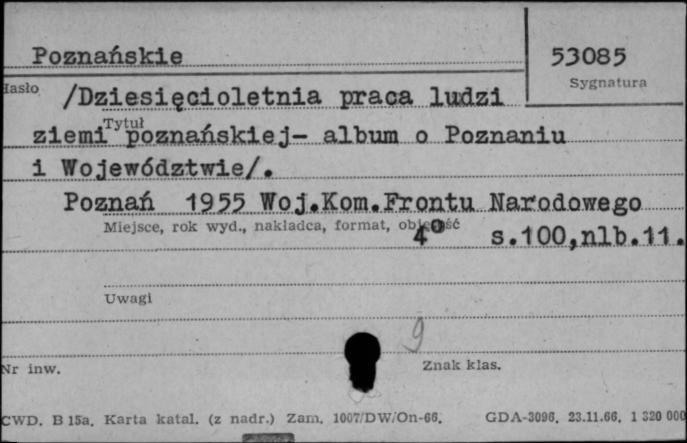 Poznańskie
53085
Hasło
Sygnatura
/Dziesięcioletnia praca ludzi
Tytuł
ziemi poznańskiej- album o Poznaniu
i Województwie/.
Poznań 1955 Woj.Kom.Frontu Narodowego
Miejsce, rok wyd., nakładca, format, objętość
4° s.100,nlb.11.
Uwagi
9
Nr inw.
Znak klas.
CWD. B 15a. Karta katal. (z nadr.) Zam. 1007/DW/On-66. GDA-3096. 23.11.66. 1 320 000